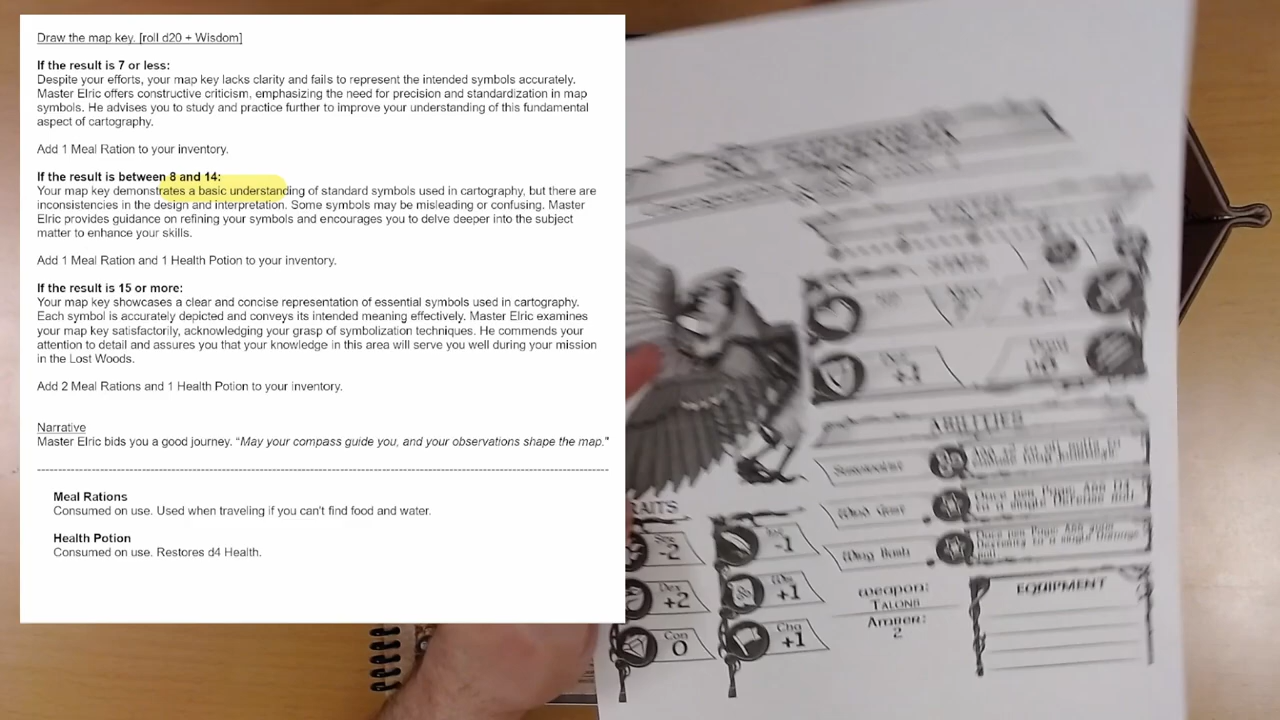 Draw the map key. [roll d20 + Wisdom]
If the result is 7 or less:
Despite your efforts, your map key lacks clarity and fails to represent the intended symbols accurately.
Master Elric offers constructive criticism, emphasizing the need for precision and standardization in map
symbols. He advises you to study and practice further to improve your understanding of this fundamental
aspect of cartography.
Add 1 Meal Ration to your inventory.
If the result is between 8 and 14:
Your map key demonstrates a basic understanding of standard symbols used in cartography, but there are
inconsistencies in the design and interpretation. Some symbols may be misleading or confusing. Master
Elric provides guidance on refining your symbols and encourages you to delve deeper into the subject
matter to enhance your skills.
Add 1 Meal Ration and 1 Health Potion to your inventory.
If the result is 15 or more:
Your map key showcases a clear and concise representation of essential symbols used in cartography.
Each symbol is accurately depicted and conveys its intended meaning effectively. Master Elric examines
your map key satisfactorily, acknowledging your grasp of symbolization techniques. He commends your
attention to detail and assures you that your knowledge in this area will serve you well during your mission
in the Lost Woods.
Add 2 Meal Rations and 1 Health Potion to your inventory.
Narrative
Master Elric bids you a good journey. "May your compass guide you, and your observations shape the map."
Meal Rations
Consumed on use. Used when traveling if you can't find food and water.
Health Potion
Consumed on use. Restores d4 Health.
ABILITIES
Wind Gust
Wing Rush
Str
-2
-1
Dex
+2
Wis
+1
Con
0
Cha
+1
Weapon:
Talons
Amber:
2
EQUIPMENT